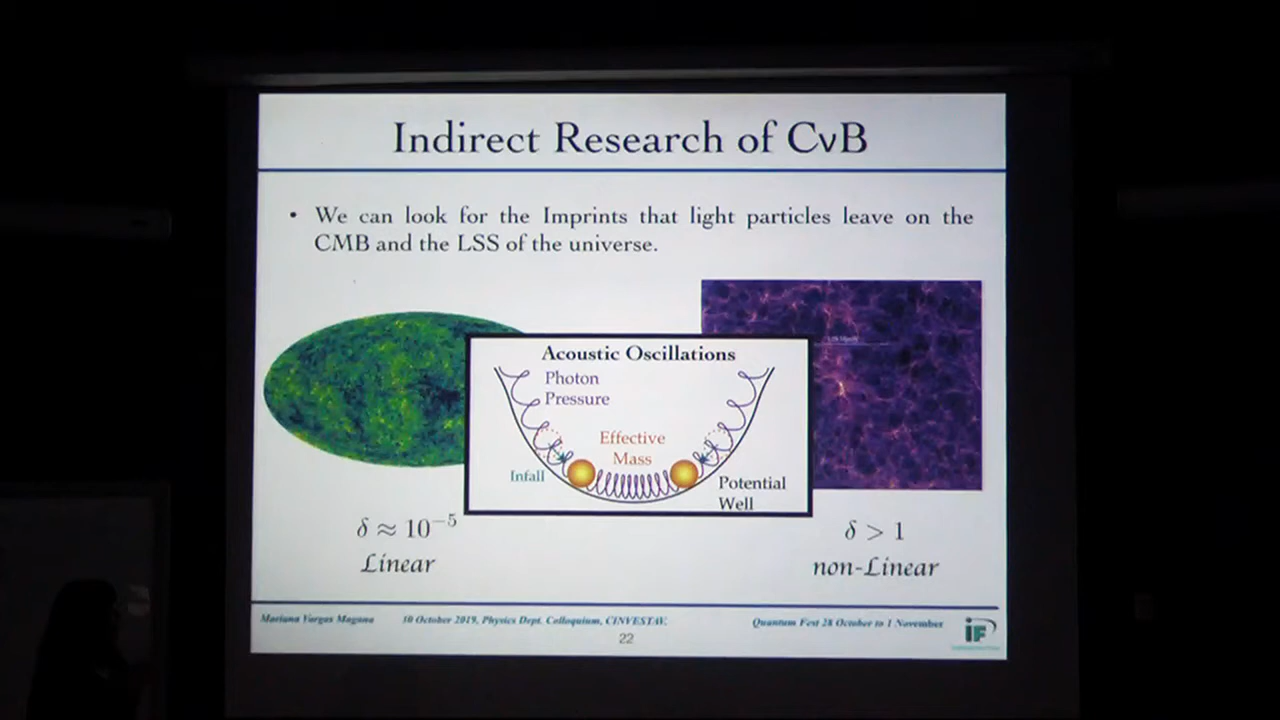 Indirect Research of CνB
• We can look for the Imprints that light particles leave on the
CMB and the LSS of the universe.
Acoustic Oscillations
Photon
Pressure
Effective
Mass
Infall
Potential
Well
δ ≈ 10⁻⁵
Linear
δ > 1
non-Linear
Mariana Vargas Magana 10 October 2019, Physics Dept. Colloquium, CINVESTAV. Quantum Fest 28 October to 1 November
22
iF